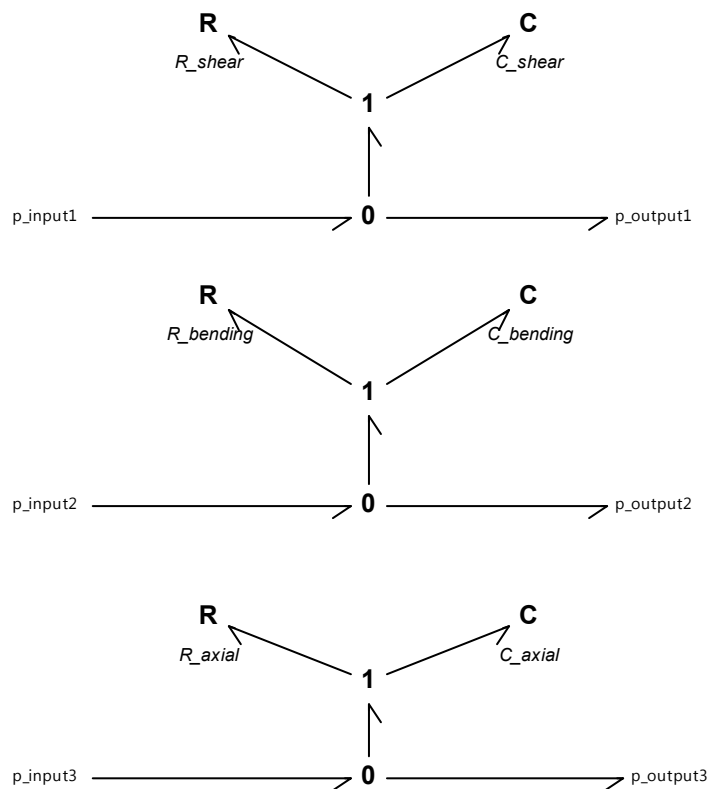 R C
R_shear C_shear
1
p_input1 0 p_output1
R C
R_bending C_bending
1
p_input2 0 p_output2
R C
R_axial C_axial
1
p_input3 0 p_output3